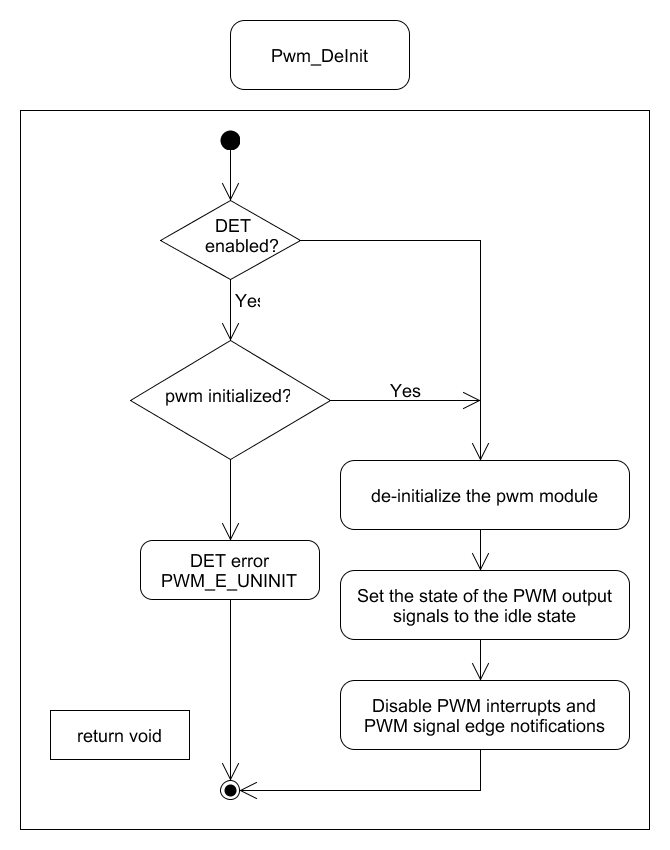 Pwm_DeInit
DET
enabled?
Yes
pwm initialized?
Yes
de-initialize the pwm module
DET error
PWM_E_UNINIT
Set the state of the PWM output
signals to the idle state
Disable PWM interrupts and
PWM signal edge notifications
return void